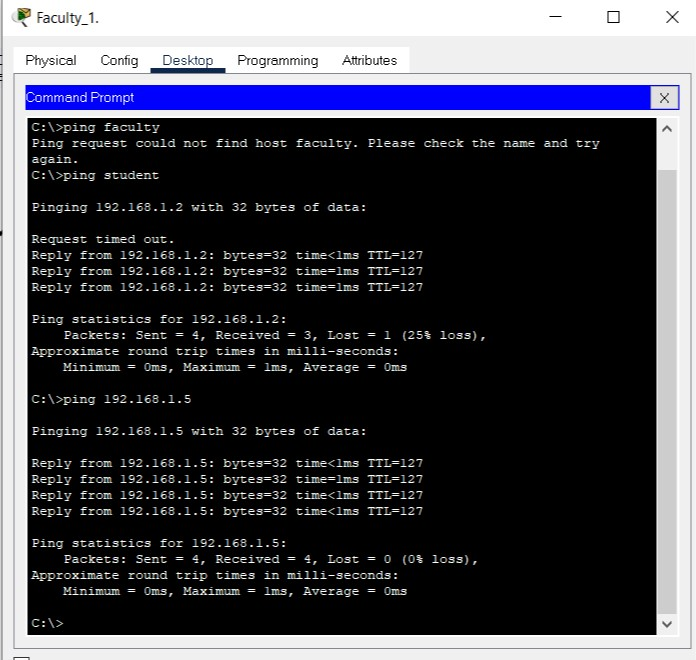 Faculty_1.
Physical Config Desktop Programming Attributes
Command Prompt
X
C:\>ping faculty
Ping request could not find host faculty. Please check the name and try
again.
C:\>ping student
Pinging 192.168.1.2 with 32 bytes of data:
Request timed out.
Reply from 192.168.1.2: bytes=32 time<1ms TTL=127
Reply from 192.168.1.2: bytes=32 time=1ms TTL=127
Reply from 192.168.1.2: bytes=32 time=1ms TTL=127
Ping statistics for 192.168.1.2:
Packets: Sent = 4, Received = 3, Lost = 1 (25% loss),
Approximate round trip times in milli-seconds:
Minimum = 0ms, Maximum = 1ms, Average = 0ms
C:\>ping 192.168.1.5
Pinging 192.168.1.5 with 32 bytes of data:
Reply from 192.168.1.5: bytes=32 time<1ms TTL=127
Reply from 192.168.1.5: bytes=32 time=1ms TTL=127
Reply from 192.168.1.5: bytes=32 time<1ms TTL=127
Reply from 192.168.1.5: bytes=32 time<1ms TTL=127
Ping statistics for 192.168.1.5:
Packets: Sent = 4, Received = 4, Lost = 0 (0% loss),
Approximate round trip times in milli-seconds:
Minimum = 0ms, Maximum = 1ms, Average = 0ms
C:\>